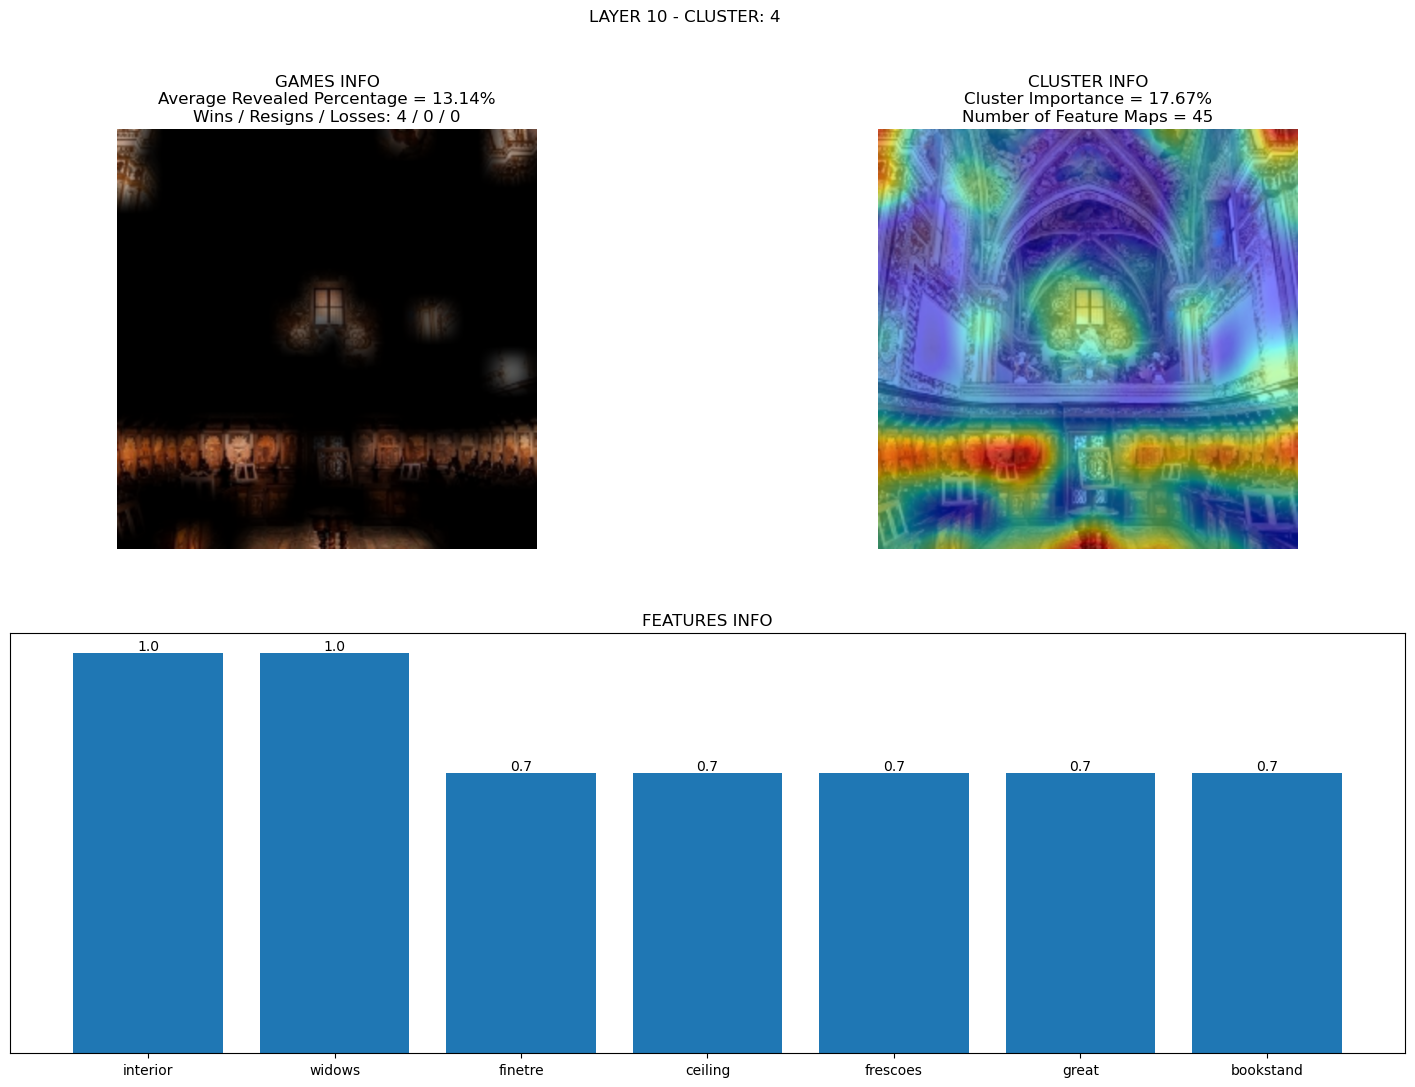 LAYER 10 - CLUSTER: 4
GAMES INFO
Average Revealed Percentage = 13.14%
Wins / Resigns / Losses: 4 / 0 / 0
CLUSTER INFO
Cluster Importance = 17.67%
Number of Feature Maps = 45
FEATURES INFO
1.0 1.0 0.7 0.7 0.7 0.7 0.7
interior widows finetre ceiling frescoes great bookstand